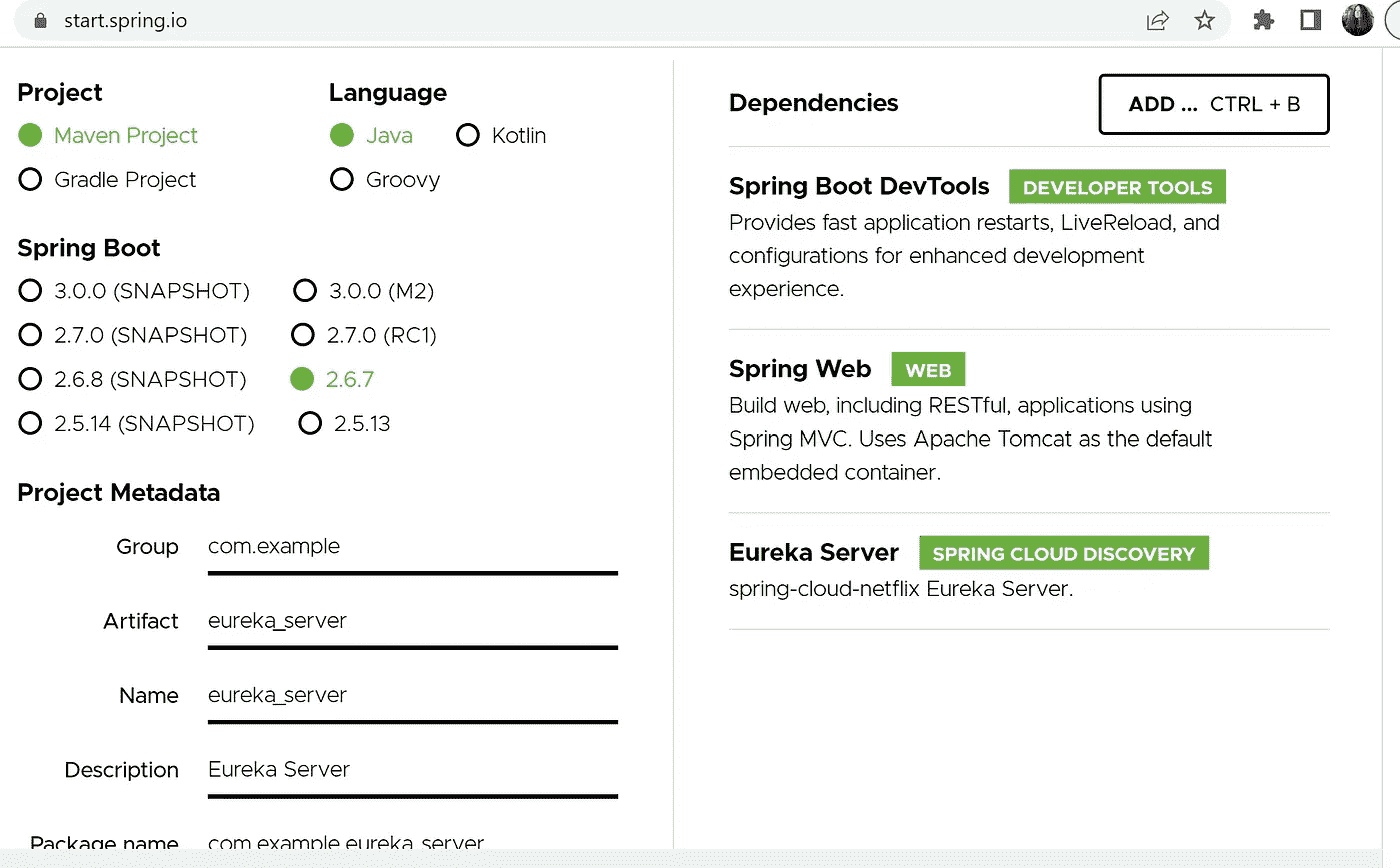 start.spring.io
Project
Maven Project
Gradle Project
Language
Java Kotlin
Groovy
Spring Boot
3.0.0 (SNAPSHOT) 3.0.0 (M2)
2.7.0 (SNAPSHOT) 2.7.0 (RC1)
2.6.8 (SNAPSHOT) 2.6.7
2.5.14 (SNAPSHOT) 2.5.13
Project Metadata
Group com.example
Artifact eureka_server
Name eureka_server
Description Eureka Server
Package name com.example.eureka_server
Dependencies ADD ... CTRL + B
Spring Boot DevTools DEVELOPER TOOLS
Provides fast application restarts, LiveReload, and
configurations for enhanced development
experience.
Spring Web WEB
Build web, including RESTful, applications using
Spring MVC. Uses Apache Tomcat as the default
embedded container.
Eureka Server SPRING CLOUD DISCOVERY
spring-cloud-netflix Eureka Server.